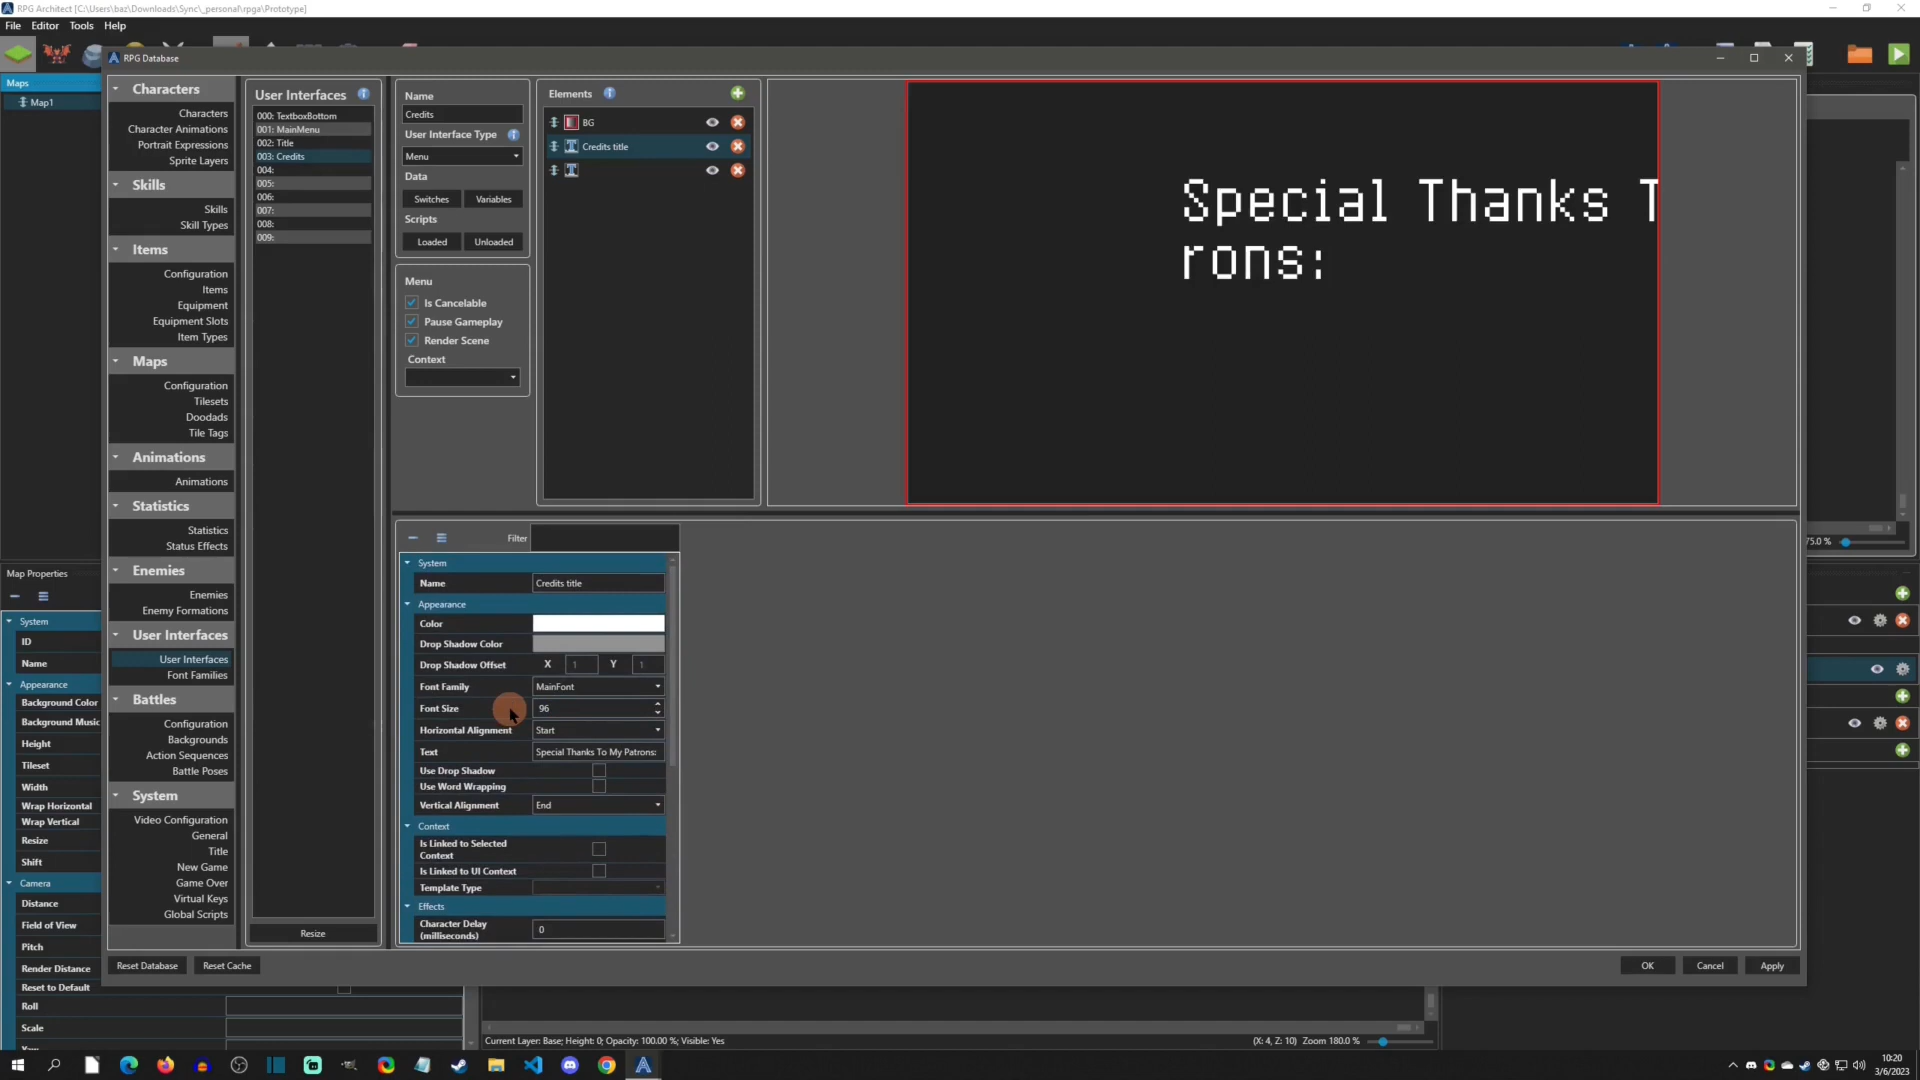 RPG Architect [C:\Users\baz\Downloads\Sync\_personal\rpga\Prototype]
File Editor Tools Help
RPG Database
Maps
Map1
Characters
Characters
Character Animations
Portrait Expressions
Sprite Layers
Skills
Skills
Skill Types
Items
Configuration
Items
Equipment
Equipment Slots
Item Types
Maps
Configuration
Tilesets
Doodads
Tile Tags
Animations
Animations
Statistics
Statistics
Status Effects
Enemies
Enemies
Enemy Formations
User Interfaces
User Interfaces
Font Families
Battles
Configuration
Backgrounds
Action Sequences
Battle Poses
System
Video Configuration
General
Title
New Game
Game Over
Virtual Keys
Global Scripts
Reset Database Reset Cache
User Interfaces
000: TextboxBottom
001: MainMenu
002: Title
003: Credits
004:
005:
006:
007:
008:
009:
Resize
Name
Credits
User Interface Type
Menu
Data
Switches Variables
Scripts
Loaded Unloaded
Menu
Is Cancelable
Pause Gameplay
Render Scene
Context
Elements
BG
Credits title
Special Thanks T
rons:
Filter
System
Name Credits title
Appearance
Color
Drop Shadow Color
Drop Shadow Offset X 1 Y 1
Font Family MainFont
Font Size 96
Horizontal Alignment Start
Text Special Thanks To My Patrons:
Use Drop Shadow
Use Word Wrapping
Vertical Alignment End
Context
Is Linked to Selected
Context
Is Linked to UI Context
Template Type
Effects
Character Delay
(milliseconds) 0
OK Cancel Apply
75.0 %
Map Properties
System
ID
Name
Appearance
Background Color
Background Music
Height
Tileset
Width
Wrap Horizontal
Wrap Vertical
Resize
Shift
Camera
Distance
Field of View
Pitch
Render Distance
Reset to Default
Roll
Scale
Current Layer: Base; Height: 0; Opacity: 100.00 %; Visible: Yes
(X: 4, Z: 10) Zoom 180.0 %
10:20
3/6/2023